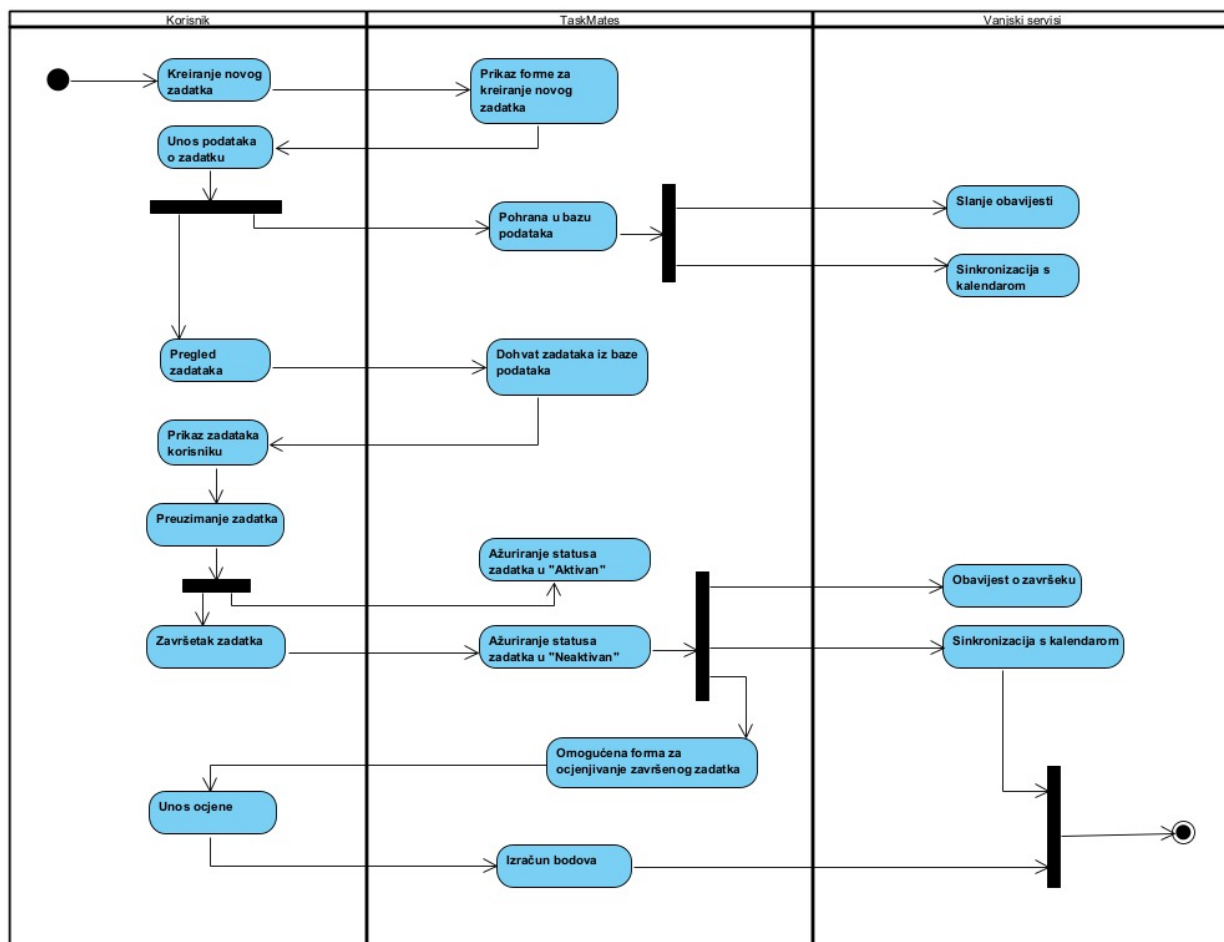 Korisnik
TaskMates
Vanjski servisi
Kreiranje novog
zadatka
Prikaz forme za
kreiranje novog
zadatka
Unos podataka
o zadatku
Pohrana u bazu
podataka
Slanje obavijesti
Sinkronizacija s
kalendarom
Pregled
zadataka
Dohvat zadataka iz baze
podataka
Prikaz zadataka
korisniku
Preuzimanje zadatka
Ažuriranje statusa
zadatka u "Aktivan"
Obavijest o završeku
Završetak zadatka
Ažuriranje statusa
zadatka u "Neaktivan"
Sinkronizacija s kalendarom
Omogućena forma za
ocjenjivanje završenog zadatka
Unos ocjene
Izračun bodova